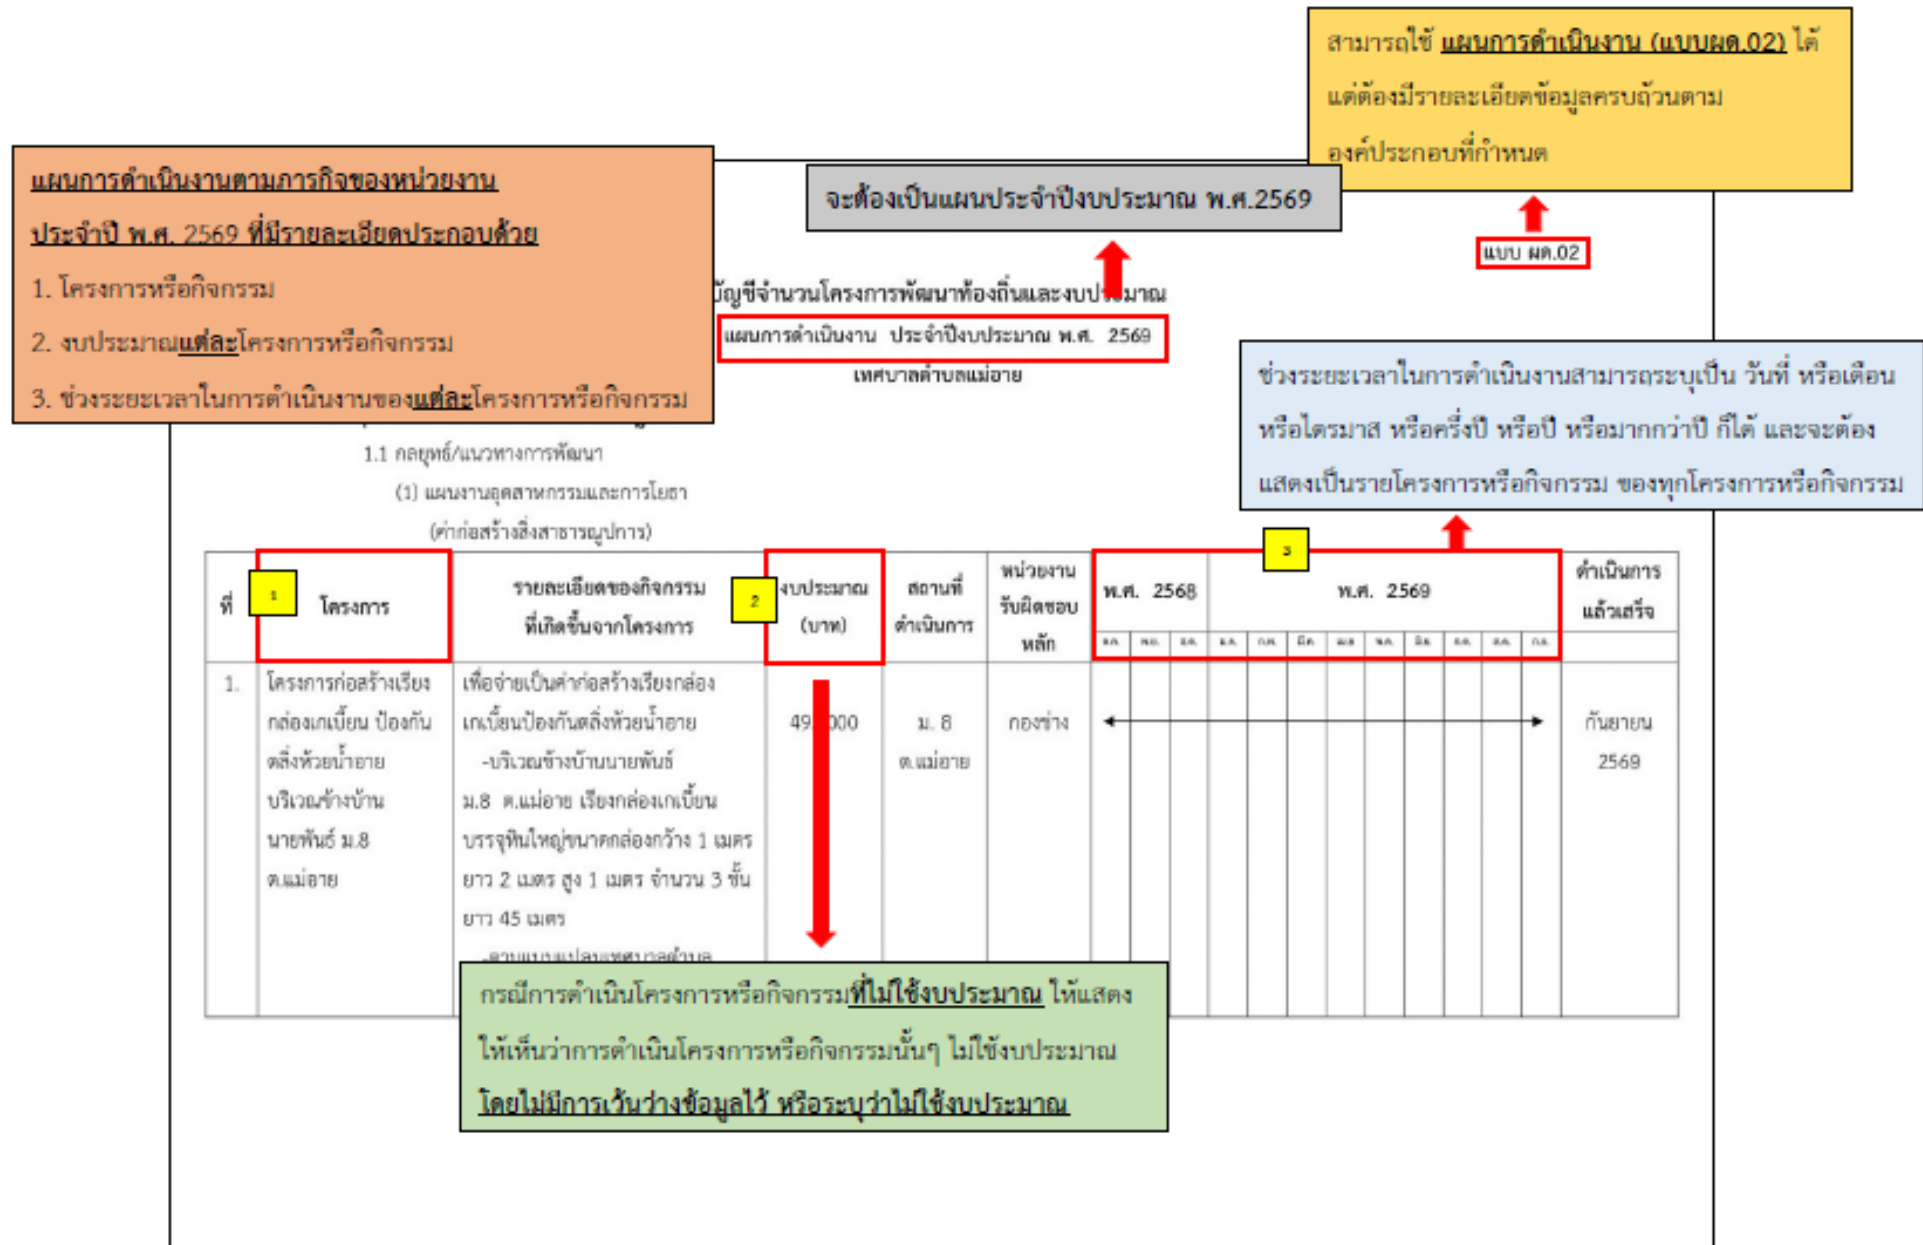 สามารถใช้ แผนการดำเนินงาน (แบบผด.02) ได้
แต่ต้องมีรายละเอียดข้อมูลครบถ้วนตาม
องค์ประกอบที่กำหนด
แผนการดำเนินงานตามภารกิจของหน่วยงาน
ประจำปี พ.ศ. 2569 ที่มีรายละเอียดประกอบด้วย
1. โครงการหรือกิจกรรม
2. งบประมาณแต่ละโครงการหรือกิจกรรม
3. ช่วงระยะเวลาในการดำเนินงานของแต่ละโครงการหรือกิจกรรม
จะต้องเป็นแผนประจำปีงบประมาณ พ.ศ.2569
แบบ ผด.02
บัญชีจำนวนโครงการพัฒนาท้องถิ่นและงบประมาณ
แผนการดำเนินงาน ประจำปีงบประมาณ พ.ศ. 2569
เทศบาลตำบลแม่อาย
ช่วงระยะเวลาในการดำเนินงานสามารถระบุเป็น วันที่ หรือเดือน
หรือไตรมาส หรือครึ่งปี หรือปี หรือมากกว่าปี ก็ได้ และจะต้อง
แสดงเป็นรายโครงการหรือกิจกรรม ของทุกโครงการหรือกิจกรรม
1.1 กลยุทธ์/แนวทางการพัฒนา
(1) แผนงานอุตสาหกรรมและการโยธา
(ค่าก่อสร้างสิ่งสาธารณูปการ)
ที่
1
โครงการ
รายละเอียดของกิจกรรม
ที่เกิดขึ้นจากโครงการ
2
งบประมาณ
(บาท)
สถานที่
ดำเนินการ
หน่วยงาน
รับผิดชอบ
หลัก
พ.ศ. 2568
3
พ.ศ. 2569
ดำเนินการ
แล้วเสร็จ
ต.ค. พ.ย. ธ.ค. ม.ค. ก.พ. มี.ค. เม.ย พ.ค. มิ.ย. ก.ค. ส.ค. ก.ย.
1.
โครงการก่อสร้างเรียง
กล่องเกเบี้ยน ป้องกัน
ตลิ่งห้วยน้ำอาย
บริเวณข้างบ้าน
นายพันธ์ ม.8
ต.แม่อาย
เพื่อจ่ายเป็นค่าก่อสร้างเรียงกล่อง
เกเบี้ยนป้องกันตลิ่งห้วยน้ำอาย
-บริเวณข้างบ้านนายพันธ์
ม.8 ต.แม่อาย เรียงกล่องเกเบี้ยน
บรรจุหินใหญ่ขนาดกล่องกว้าง 1 เมตร
ยาว 2 เมตร สูง 1 เมตร จำนวน 3 ชั้น
ยาว 45 เมตร
-ตามแบบแปลนเทศบาลตำบล
ม. 8
ต.แม่อาย
กองช่าง
กันยายน
2569
กรณีการดำเนินโครงการหรือกิจกรรมที่ไม่ใช้งบประมาณ ให้แสดง
ให้เห็นว่าการดำเนินโครงการหรือกิจกรรมนั้นๆ ไม่ใช้งบประมาณ
โดยไม่มีการเว้นว่างข้อมูลไว้ หรือระบุว่าไม่ใช้งบประมาณ